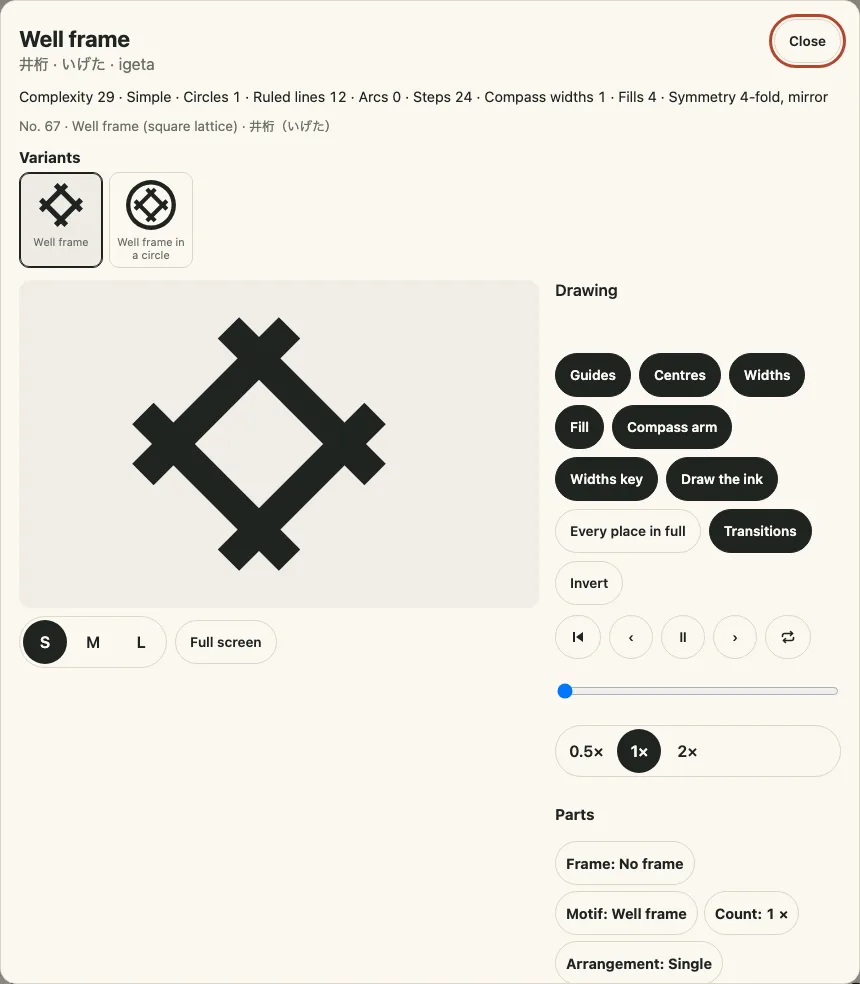 Well frame
Close
井桁 · いげた · igeta
Complexity 29 · Simple · Circles 1 · Ruled lines 12 · Arcs 0 · Steps 24 · Compass widths 1 · Fills 4 · Symmetry 4-fold, mirror
No. 67 · Well frame (square lattice) · 井桁（いげた）
Variants
Well frame
Well frame in
a circle
Drawing
Guides Centres Widths
Fill Compass arm
Widths key Draw the ink
Every place in full Transitions
Invert
S M L Full screen
0.5× 1× 2×
Parts
Frame: No frame
Motif: Well frame Count: 1 ×
Arrangement: Single